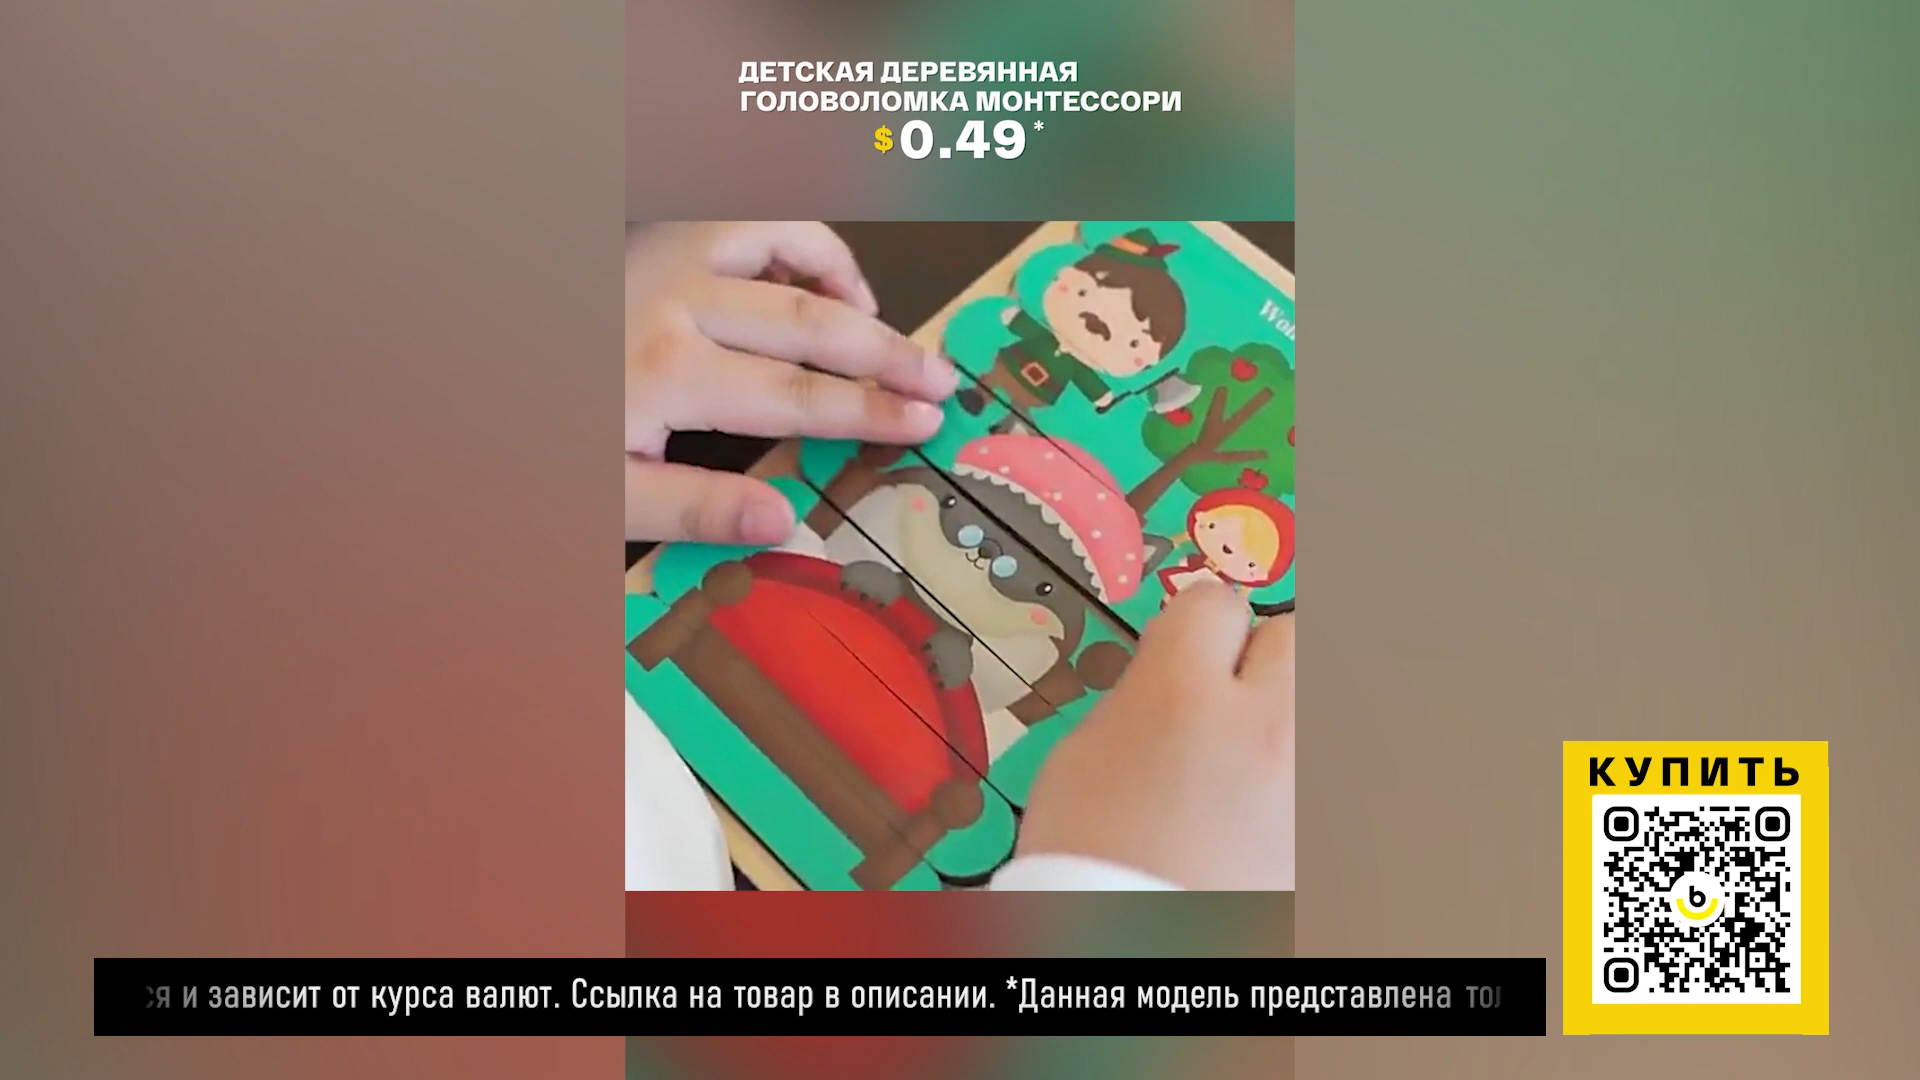 ДЕТСКАЯ ДЕРЕВЯННАЯ
ГОЛОВОЛОМКА МОНТЕССОРИ
$0.49*
КУПИТЬ
b
и зависит от курса валют. Ссылка на товар в описании. *Данная модель представлена